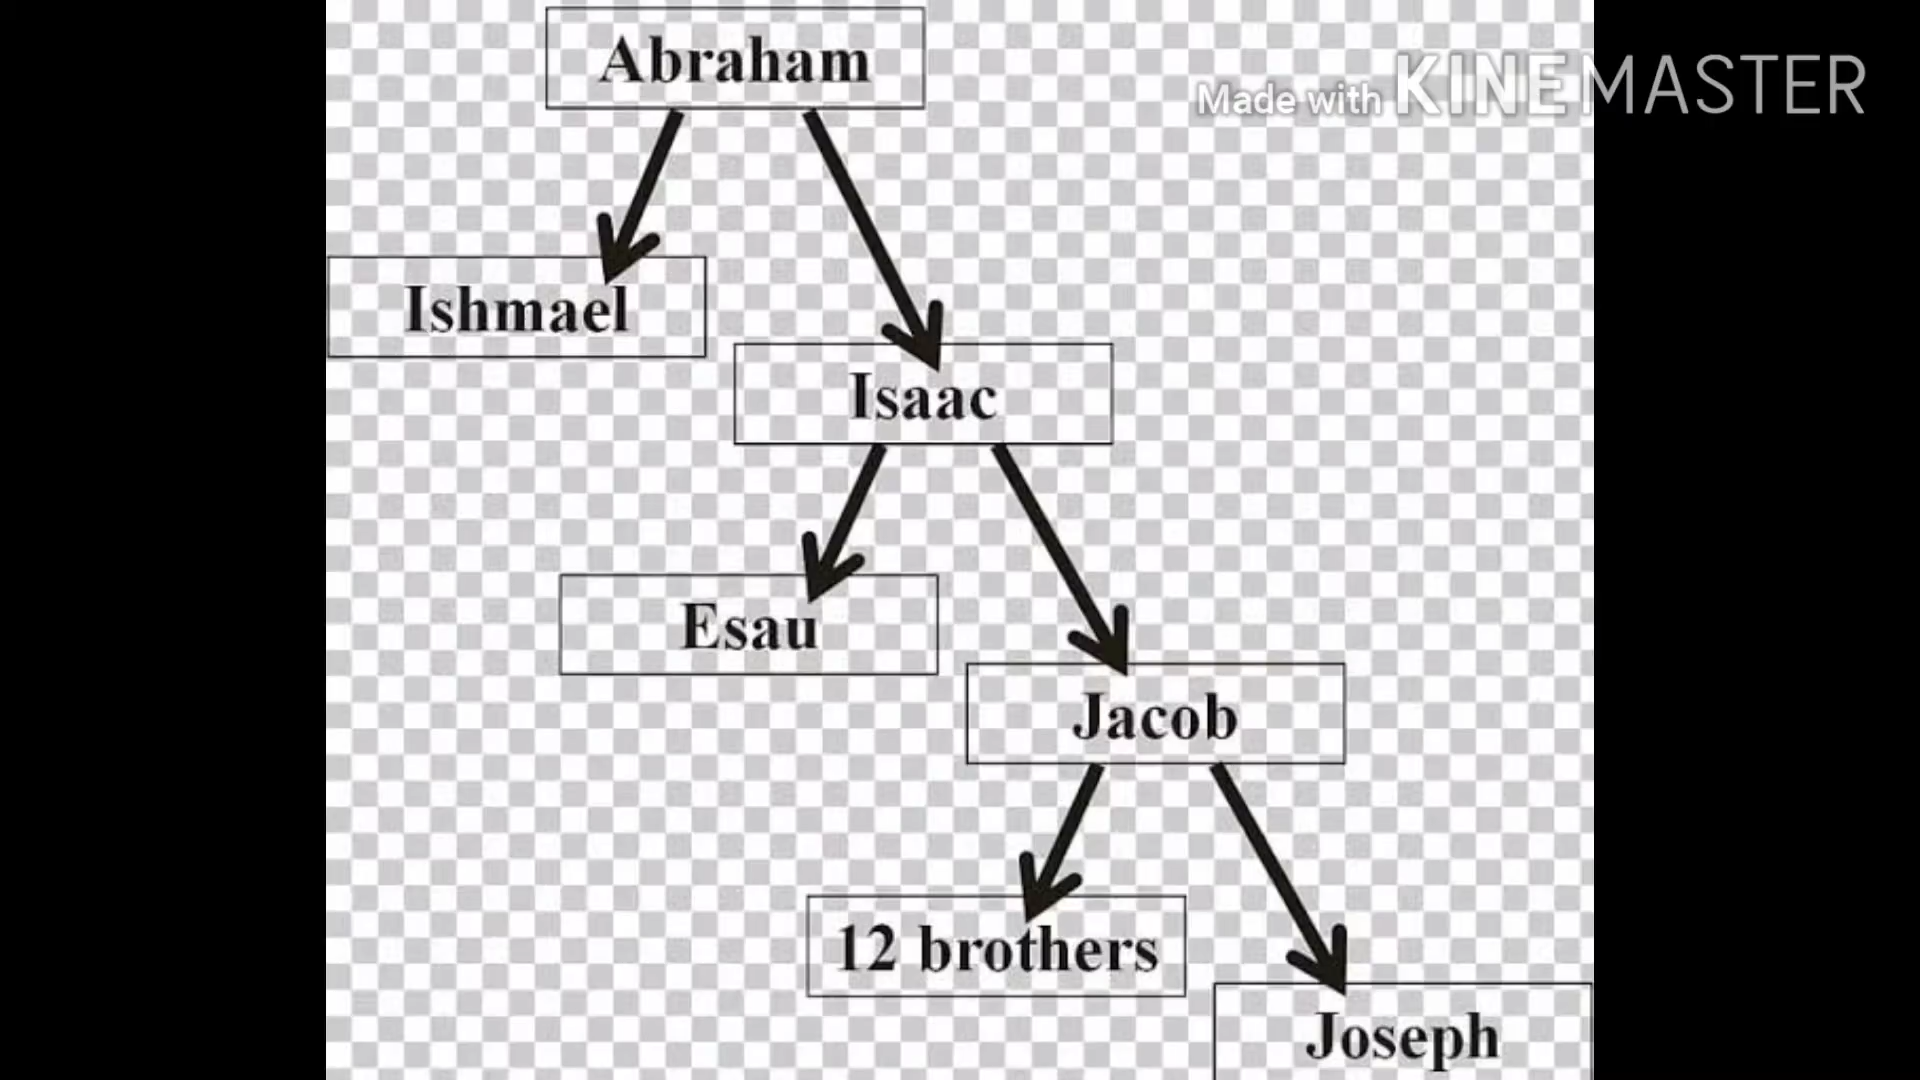 Abraham
Made with KINEMASTER
Ishmael
Isaac
Esau
Jacob
12 brothers
Joseph